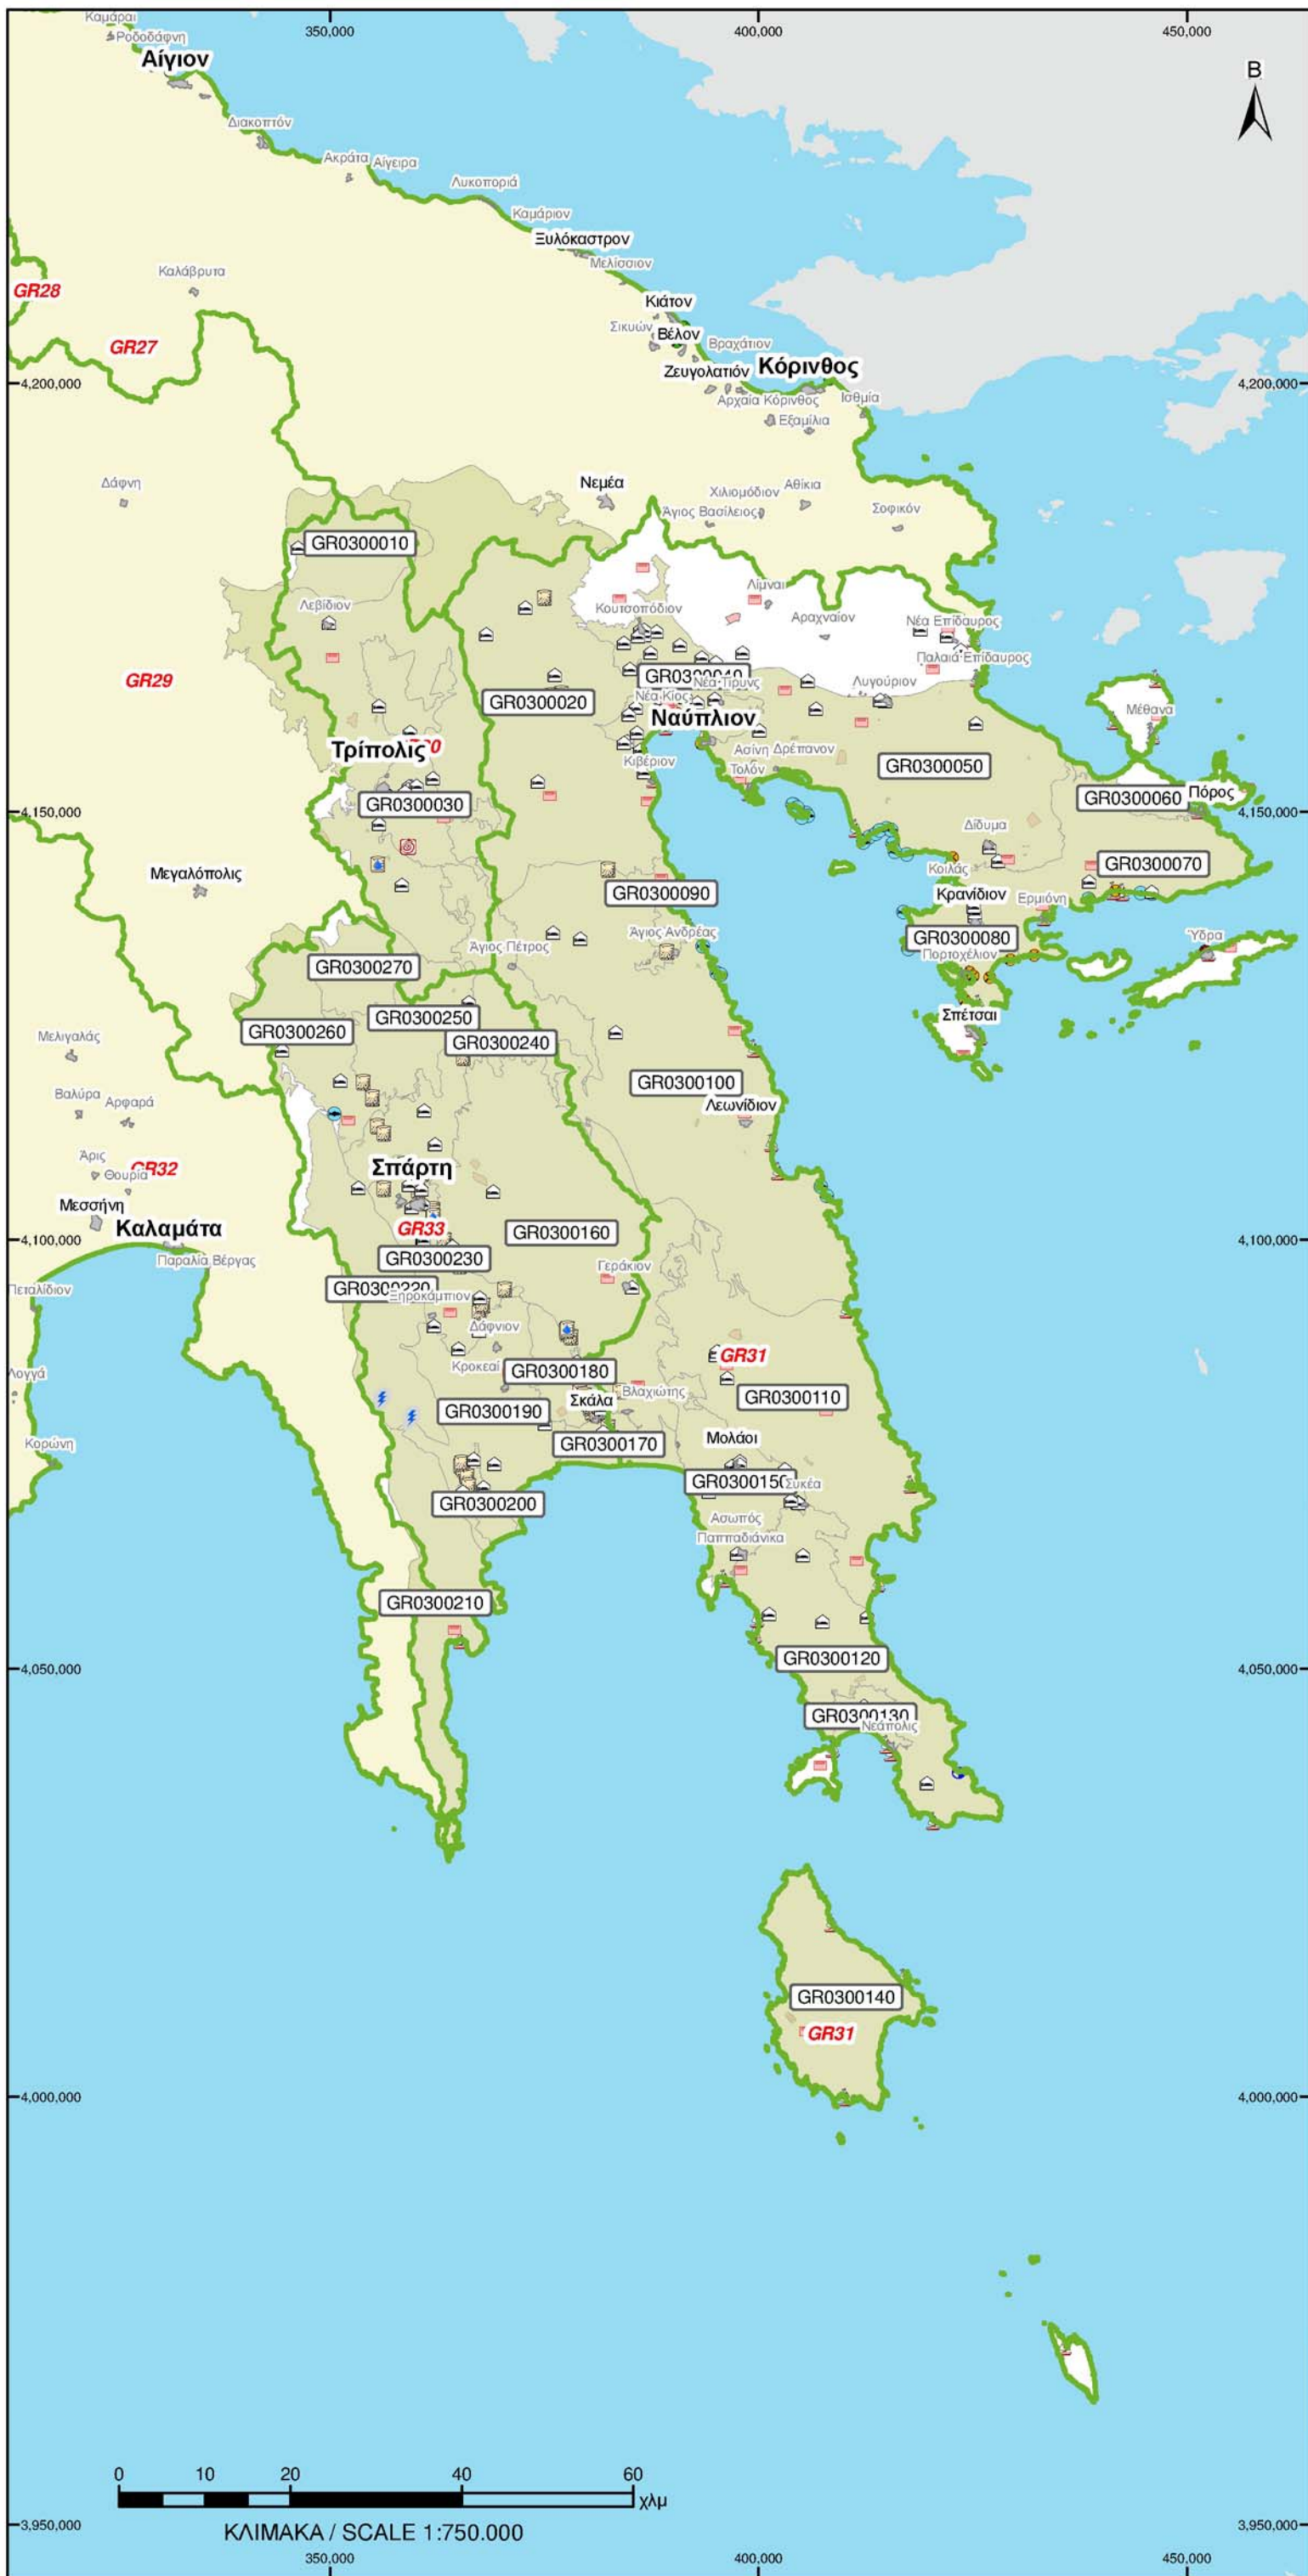 350,000
400,000
450,000
Καμάραι
Ροδοδάφνη
Αίγιον
Β
Διακοπτόν
Ακράτα
Αίγειρα
Λυκοποριά
Καμάριον
Ξυλόκαστρον
Μελίσσιον
Καλάβρυτα
GR28
Κιάτον
Σικυών
Βέλον
GR27
Βραχάτιον
Ζευγολατιόν
Κόρινθος
4,200,000
4,200,000
Αρχαία Κόρινθος
Ισθμία
Εξαμίλια
Δάφνη
Νεμέα
Χιλιομόδιον
Αθίκια
Άγιος Βασίλειος
Σοφικόν
GR0300010
Λίμναι
Λεβίδιον
Κουτσοπόδιον
Αραχναίον
Νέα Επίδαυρος
Παλαιά Επίδαυρος
GR29
Νέα Τίρυνς
Λυγούριον
Νέα Κίος
GR0300020
Μέθανα
Ναύπλιον
Τρίπολις
Ασίνη
Δρέπανον
Κιβέριον
Τολόν
GR0300050
Πόρος
GR0300060
GR0300030
4,150,000
4,150,000
Δίδυμα
GR0300070
Μεγαλόπολις
Κοιλάς
GR0300090
Κρανίδιον
Ερμιόνη
Άγιος Ανδρέας
GR0300080
Ύδρα
Άγιος Πέτρος
Πορτοχέλιον
GR0300270
GR0300250
Σπέτσαι
GR0300260
Μελιγαλάς
GR0300240
GR0300100
Βαλύρα
Αρφαρά
Λεωνίδιον
Άρις
Θουρία
GR32
Σπάρτη
Μεσσήνη
Καλαμάτα
GR33
GR0300160
4,100,000
4,100,000
Παραλία Βέργας
GR0300230
Γεράκιον
Πεταλίδιον
GR0300220
Ξηροκάμπιον
Δάφνιον
GR31
Κροκεαί
GR0300180
Λογγά
Βλαχιώτης
GR0300110
Σκάλα
GR0300190
Μολάοι
Κορώνη
GR0300170
GR0300150
Συκέα
GR0300200
Ασωπός
Παππαδιάνικα
GR0300210
GR0300120
4,050,000
4,050,000
GR0300130
Νεάπολις
GR0300140
GR31
4,000,000
4,000,000
0 10 20 40 60
χλμ
ΚΛΙΜΑΚΑ / SCALE 1:750.000
3,950,000
3,950,000
350,000
400,000
450,000